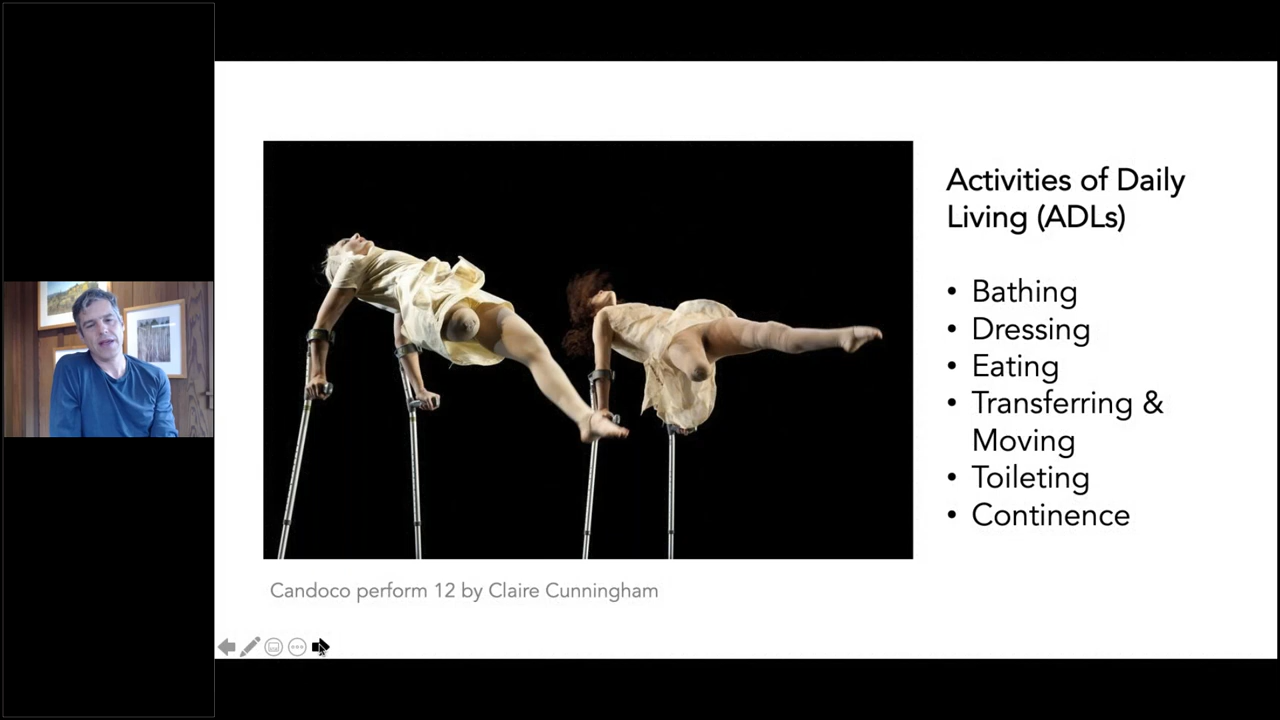 Activities of Daily
Living (ADLs)
• Bathing
• Dressing
• Eating
• Transferring &
Moving
• Toileting
• Continence
Candoco perform 12 by Claire Cunningham